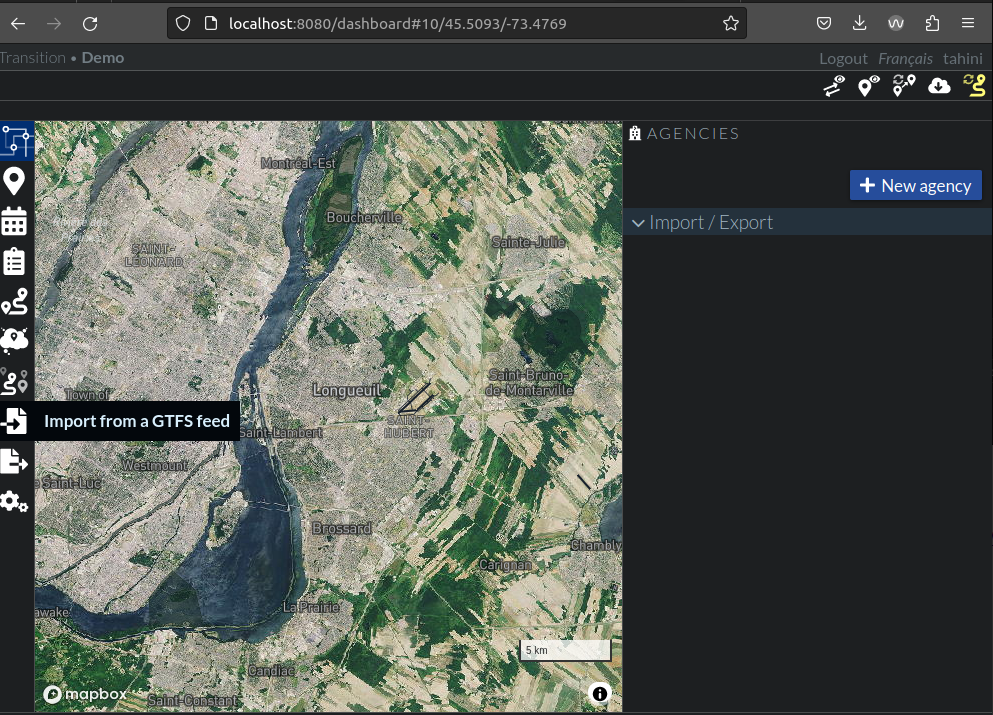 localhost:8080/dashboard#10/45.5093/-73.4769
Transition • Demo
Logout Français tahini
AGENCIES
New agency
Import / Export
Montréal-Est
Boucherville
Sainte-Julie
SAINT-
LEONARD
Longueuil
Saint-Bruno-
de-Montarville
SAINT-
HUBERT
Town of
Import from a GTFS feed
Saint-Lambert
Westmount
Saint-Luc
Brossard
Chambly
Carignan
La Prairie
awake
5 km
Candiac
mapbox
Saint-Constant